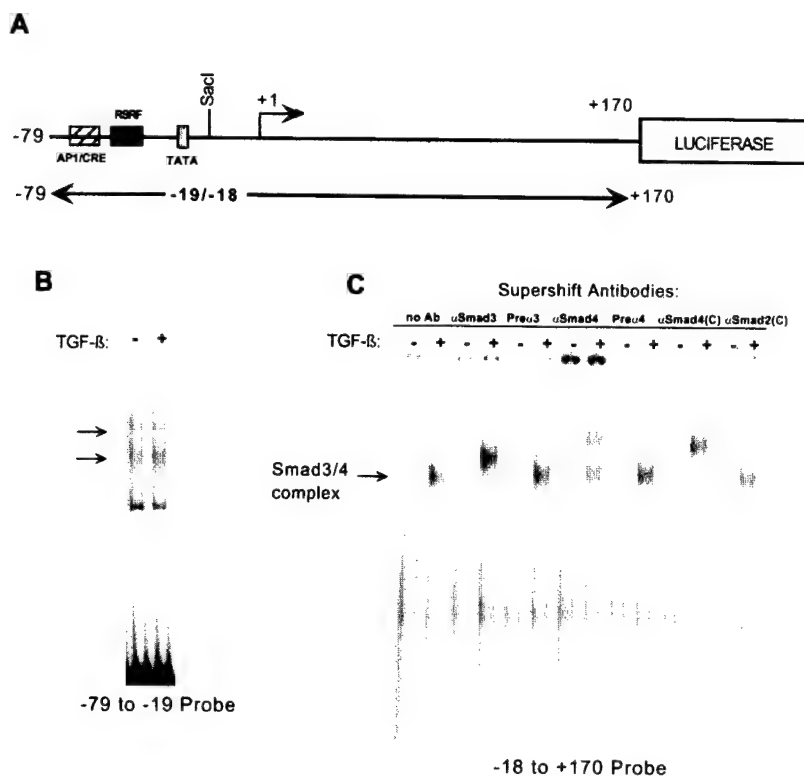 A
SacI
RSRF
+1
+170
-79
AP1/CRE
TATA
LUCIFERASE
-79
-19/-18
+170
B
TGF-ß:
-
+
-79 to -19 Probe
C
Supershift Antibodies:
no Ab αSmad3 Preα3 αSmad4 Preα4 αSmad4(C) αSmad2(C)
TGF-ß: - + - + - + - + - + - + - +
Smad3/4
complex
-18 to +170 Probe